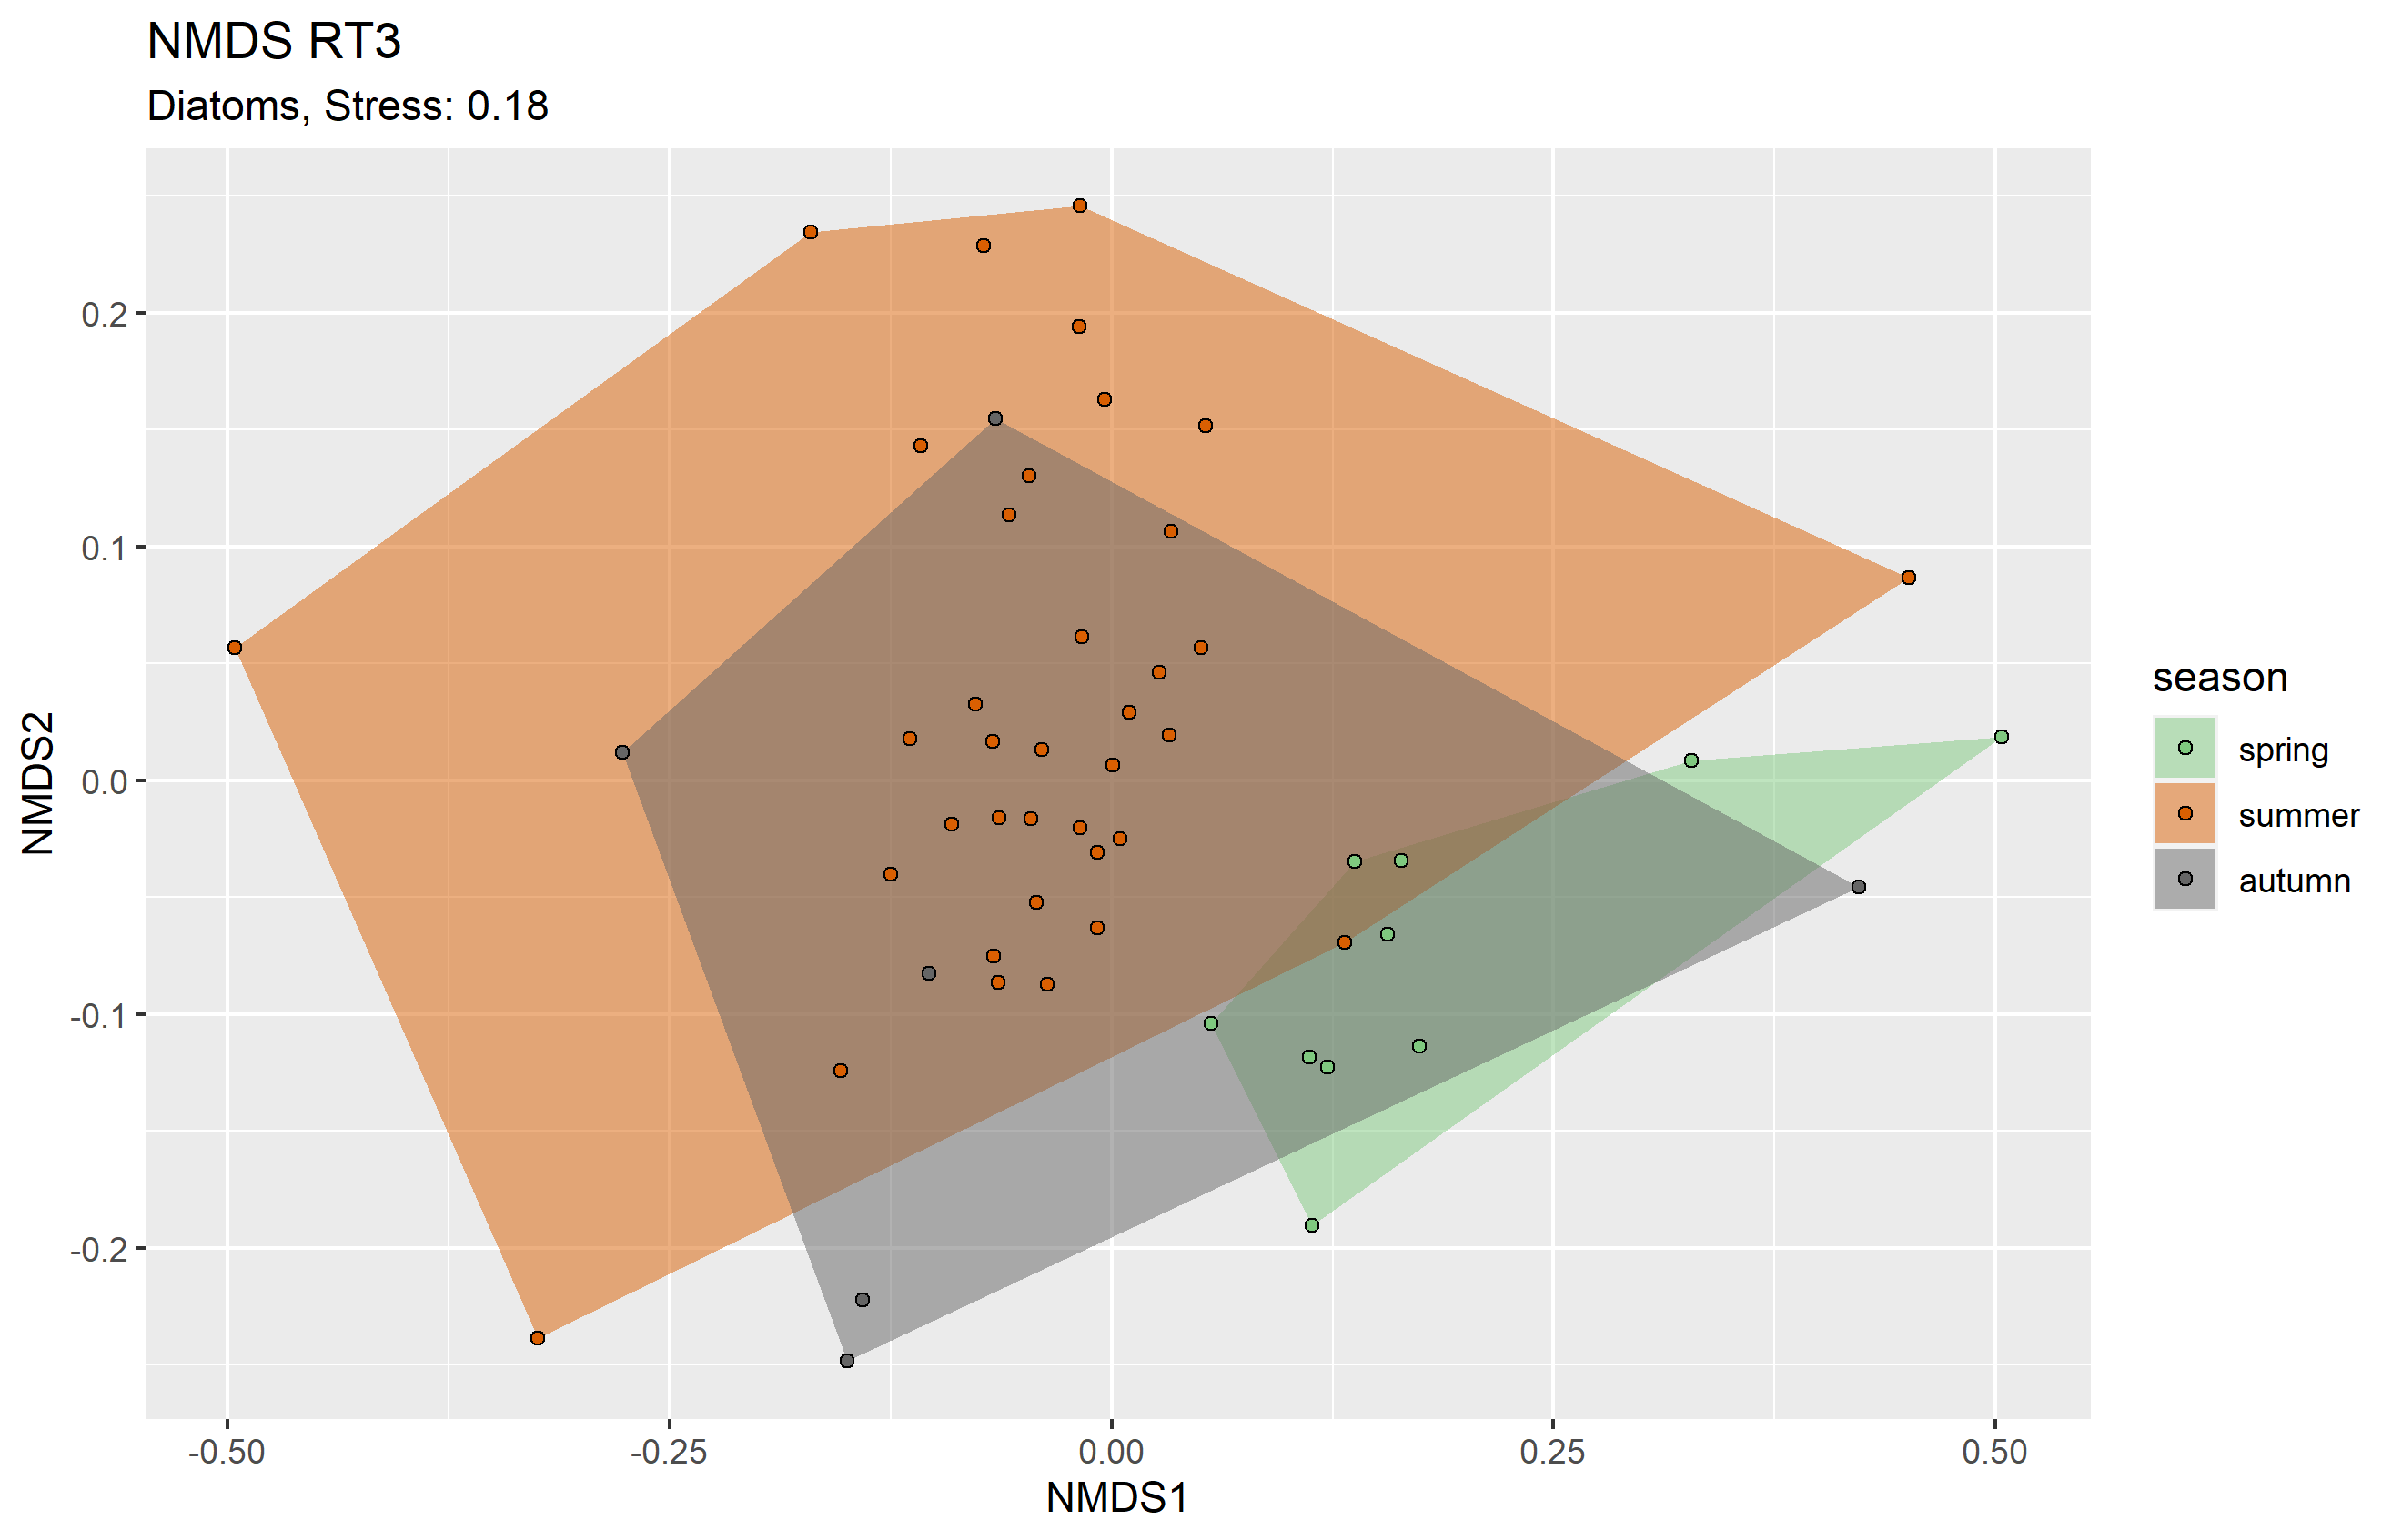 NMDS RT3
Diatoms, Stress: 0.18
0.2
0.1
0.0
-0.1
-0.2
NMDS2
-0.50
-0.25
0.00
0.25
0.50
NMDS1
season
spring
summer
autumn